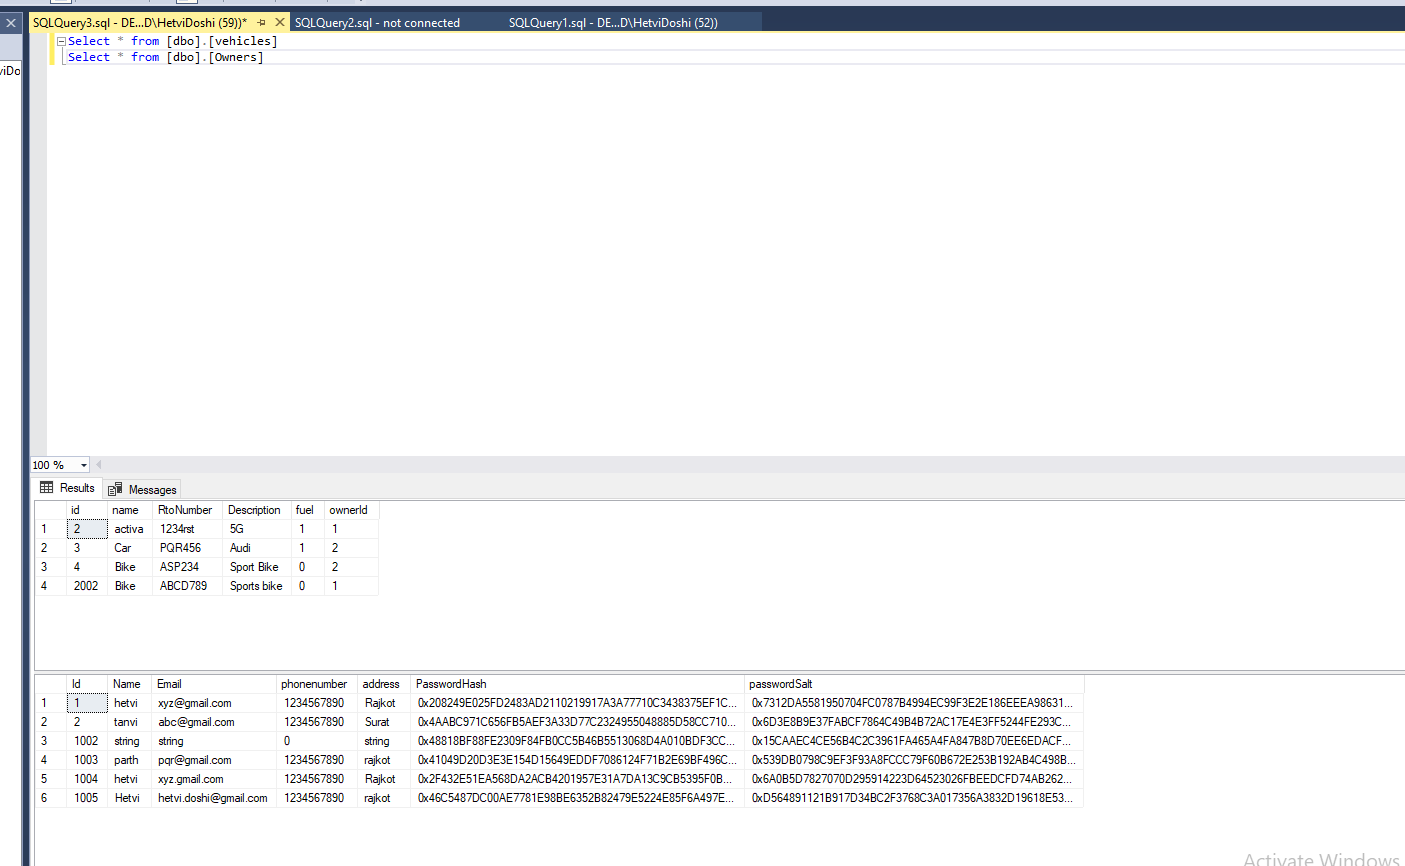 SQLQuery3.sql - DE...D\HetviDoshi (59))* SQLQuery2.sql - not connected SQLQuery1.sql - DE...D\HetviDoshi (52))
Select * from [dbo].[vehicles]
Select * from [dbo].[Owners]
viDo
100 %
Results Messages
id name RtoNumber Description fuel ownerId
1 2 activa 1234rst 5G 1 1
2 3 Car PQR456 Audi 1 2
3 4 Bike ASP234 Sport Bike 0 2
4 2002 Bike ABCD789 Sports bike 0 1
Id Name Email phonenumber address PasswordHash passwordSalt
1 1 hetvi xyz@gmail.com 1234567890 Rajkot 0x208249E025FD2483AD2110219917A3A77710C3438375EF1C... 0x7312DA5581950704FC0787B4994EC99F3E2E186EEEA98631...
2 2 tanvi abc@gmail.com 1234567890 Surat 0x4AABC971C656FB5AEF3A33D77C2324955048885D58CC710... 0x6D3E8B9E37FABCF7864C49B4B72AC17E4E3FF5244FE293C...
3 1002 string string 0 string 0x48818BF88FE2309F84FB0CC5B46B5513068D4A010BDF3CC... 0x15CAAEC4CE56B4C2C3961FA465A4FA847B8D70EE6EDACF...
4 1003 parth pqr@gmail.com 1234567890 rajkot 0x41049D20D3E3E154D15649EDDF7086124F71B2E69BF496C... 0x539DB0798C9EF3F93A8FCCC79F60B672E253B192AB4C498B...
5 1004 hetvi xyz.gmail.com 1234567890 Rajkot 0x2F432E51EA568DA2ACB4201957E31A7DA13C9CB5395F0B... 0x6A0B5D7827070D295914223D64523026FBEEDCFD74AB262...
6 1005 Hetvi hetvi.doshi@gmail.com 1234567890 rajkot 0x46C5487DC00AE7781E98BE6352B82479E5224E85F6A497E... 0xD564891121B917D34BC2F3768C3A017356A3832D19618E53...
Activate Windows